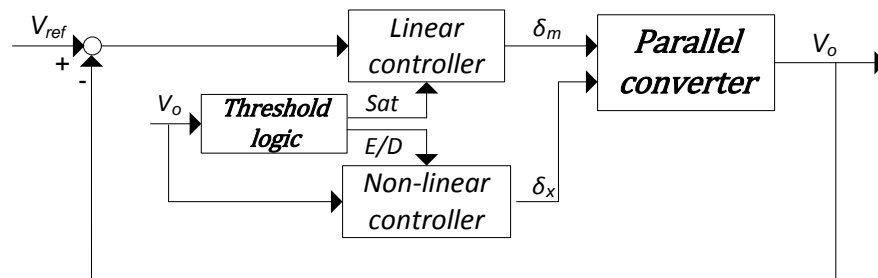 V_ref
+
-
Linear
controller
δ_m
Parallel
converter
V_o
V_o
Threshold
logic
Sat
E/D
Non-linear
controller
δ_x